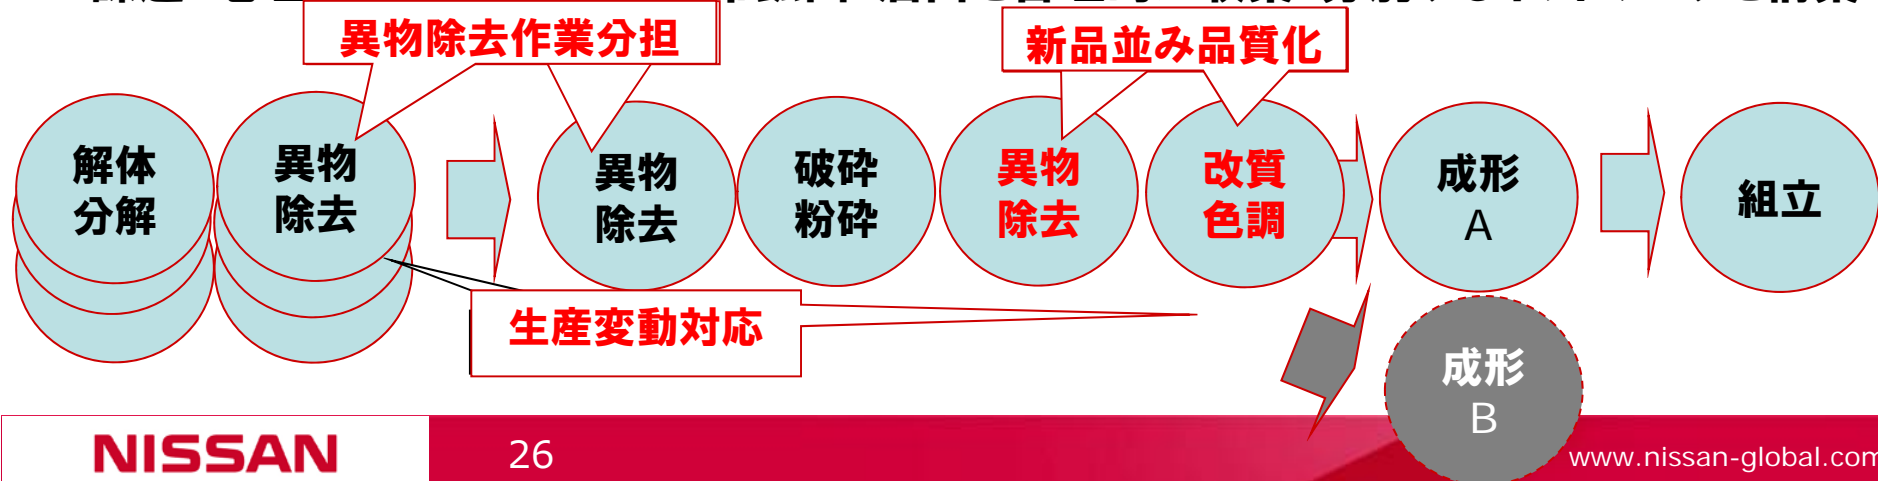 異物除去作業分担
新品並み品質化
解体
分解
異物
除去
異物
除去
破砕
粉砕
異物
除去
改質
色調
成形
A
組立
生産変動対応
成形
B
NISSAN
26
www.nissan-global.com